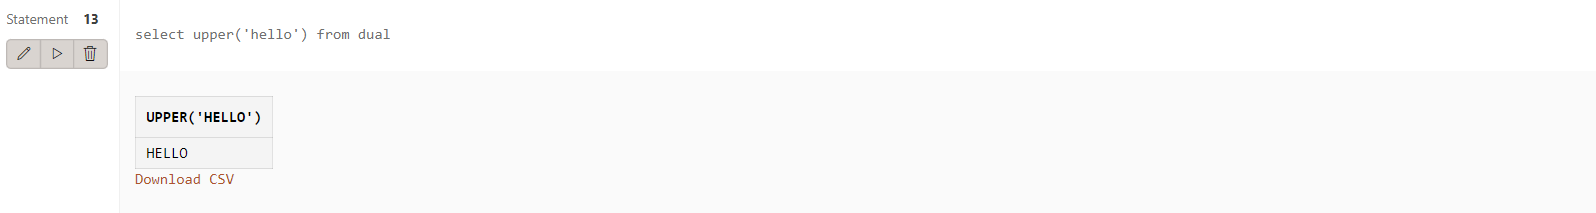 Statement 13
select upper('hello') from dual
UPPER('HELLO')
HELLO
Download CSV